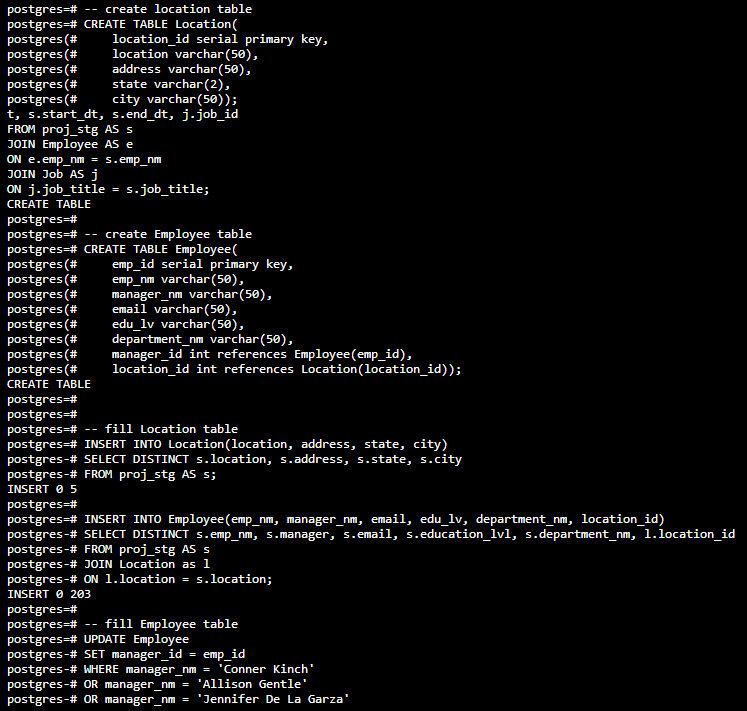 postgres=# -- create location table
postgres=# CREATE TABLE Location(
postgres(#     location_id serial primary key,
postgres(#     location varchar(50),
postgres(#     address varchar(50),
postgres(#     state varchar(2),
postgres(#     city varchar(50));
t, s.start_dt, s.end_dt, j.job_id
FROM proj_stg AS s
JOIN Employee AS e
ON e.emp_nm = s.emp_nm
JOIN Job AS j
ON j.job_title = s.job_title;
CREATE TABLE
postgres=#
postgres=# -- create Employee table
postgres=# CREATE TABLE Employee(
postgres(#     emp_id serial primary key,
postgres(#     emp_nm varchar(50),
postgres(#     manager_nm varchar(50),
postgres(#     email varchar(50),
postgres(#     edu_lv varchar(50),
postgres(#     department_nm varchar(50),
postgres(#     manager_id int references Employee(emp_id),
postgres(#     location_id int references Location(location_id));
CREATE TABLE
postgres=#
postgres=#
postgres=# -- fill Location table
postgres=# INSERT INTO Location(location, address, state, city)
postgres-# SELECT DISTINCT s.location, s.address, s.state, s.city
postgres-# FROM proj_stg AS s;
INSERT 0 5
postgres=#
postgres=# INSERT INTO Employee(emp_nm, manager_nm, email, edu_lv, department_nm, location_id)
postgres-# SELECT DISTINCT s.emp_nm, s.manager, s.email, s.education_lvl, s.department_nm, l.location_id
postgres-# FROM proj_stg AS s
postgres-# JOIN Location as l
postgres-# ON l.location = s.location;
INSERT 0 203
postgres=#
postgres=# -- fill Employee table
postgres=# UPDATE Employee
postgres-# SET manager_id = emp_id
postgres-# WHERE manager_nm = 'Conner Kinch'
postgres-# OR manager_nm = 'Allison Gentle'
postgres-# OR manager_nm = 'Jennifer De La Garza'